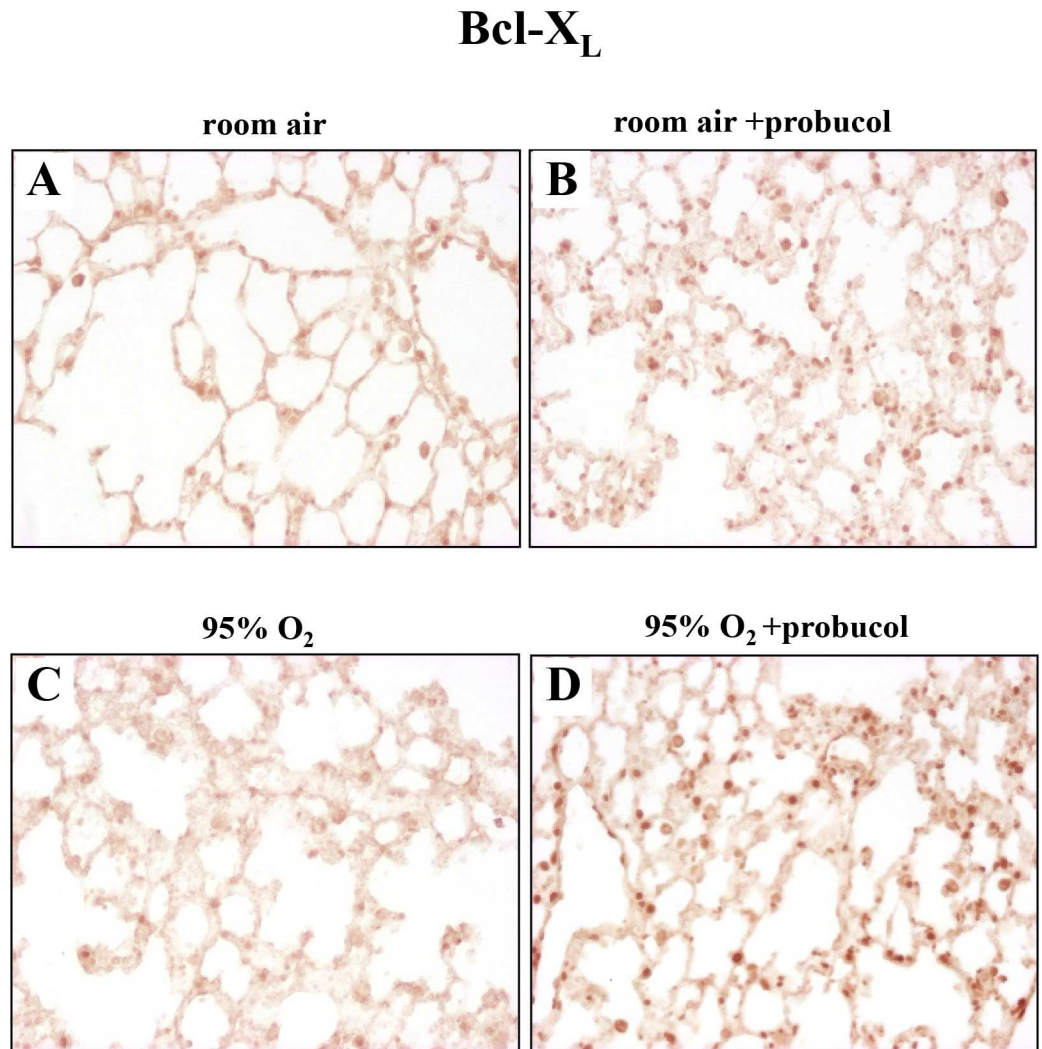 Bcl-XL
room air
room air +probucol
A
B
95% O2
95% O2 +probucol
C
D